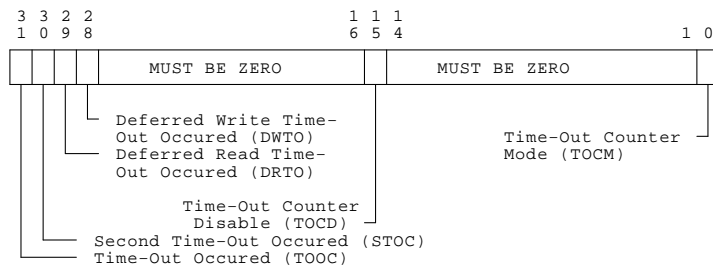 3 3 2 2 1 1 1
1 0 9 8 6 5 4 1 0
MUST BE ZERO MUST BE ZERO
Deferred Write Time-
Out Occured (DWTO)
Deferred Read Time-
Out Occured (DRTO)
Time-Out Counter
Mode (TOCM)
Time-Out Counter
Disable (TOCD)
Second Time-Out Occured (STOC)
Time-Out Occured (TOOC)